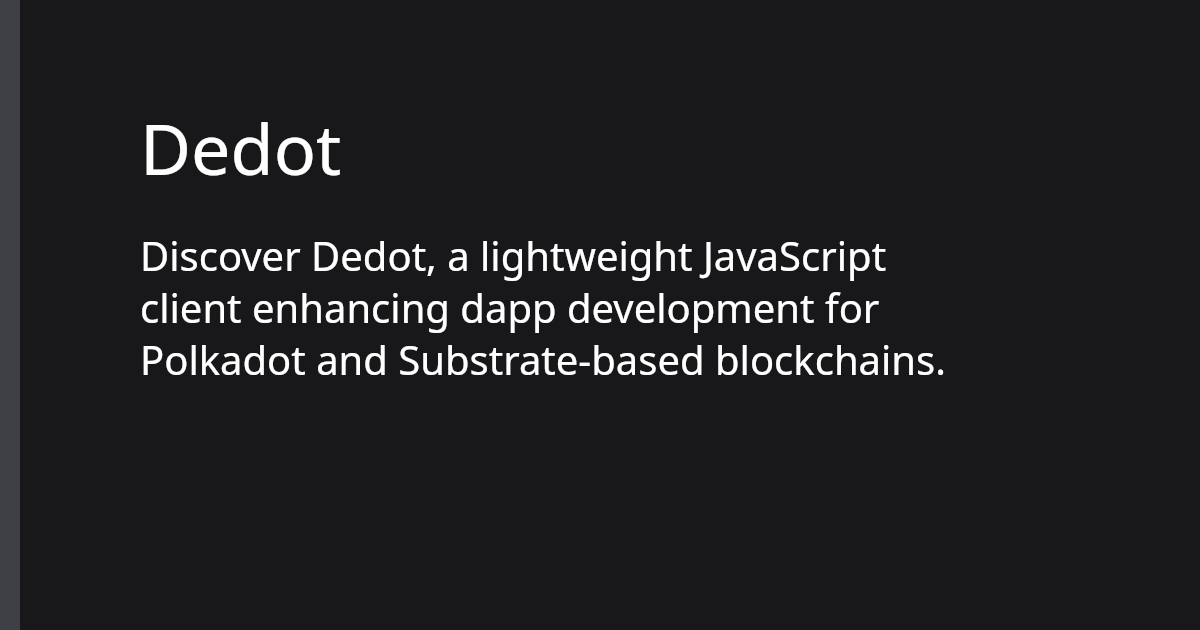 Dedot
Discover Dedot, a lightweight JavaScript
client enhancing dapp development for
Polkadot and Substrate-based blockchains.